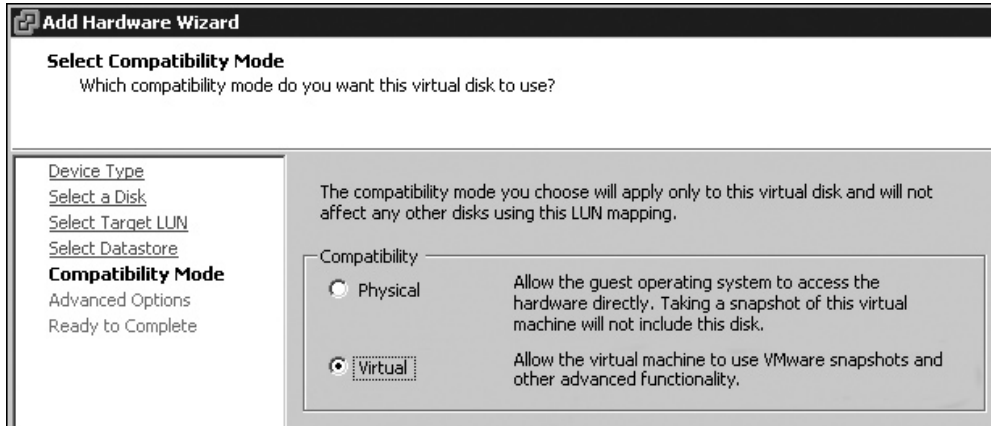 Add Hardware Wizard
Select Compatibility Mode
Which compatibility mode do you want this virtual disk to use?
Device Type
Select a Disk
Select Target LUN
Select Datastore
Compatibility Mode
Advanced Options
Ready to Complete
The compatibility mode you choose will apply only to this virtual disk and will not
affect any other disks using this LUN mapping.
Compatibility
Physical
Allow the guest operating system to access the
hardware directly. Taking a snapshot of this virtual
machine will not include this disk.
Virtual
Allow the virtual machine to use VMware snapshots and
other advanced functionality.